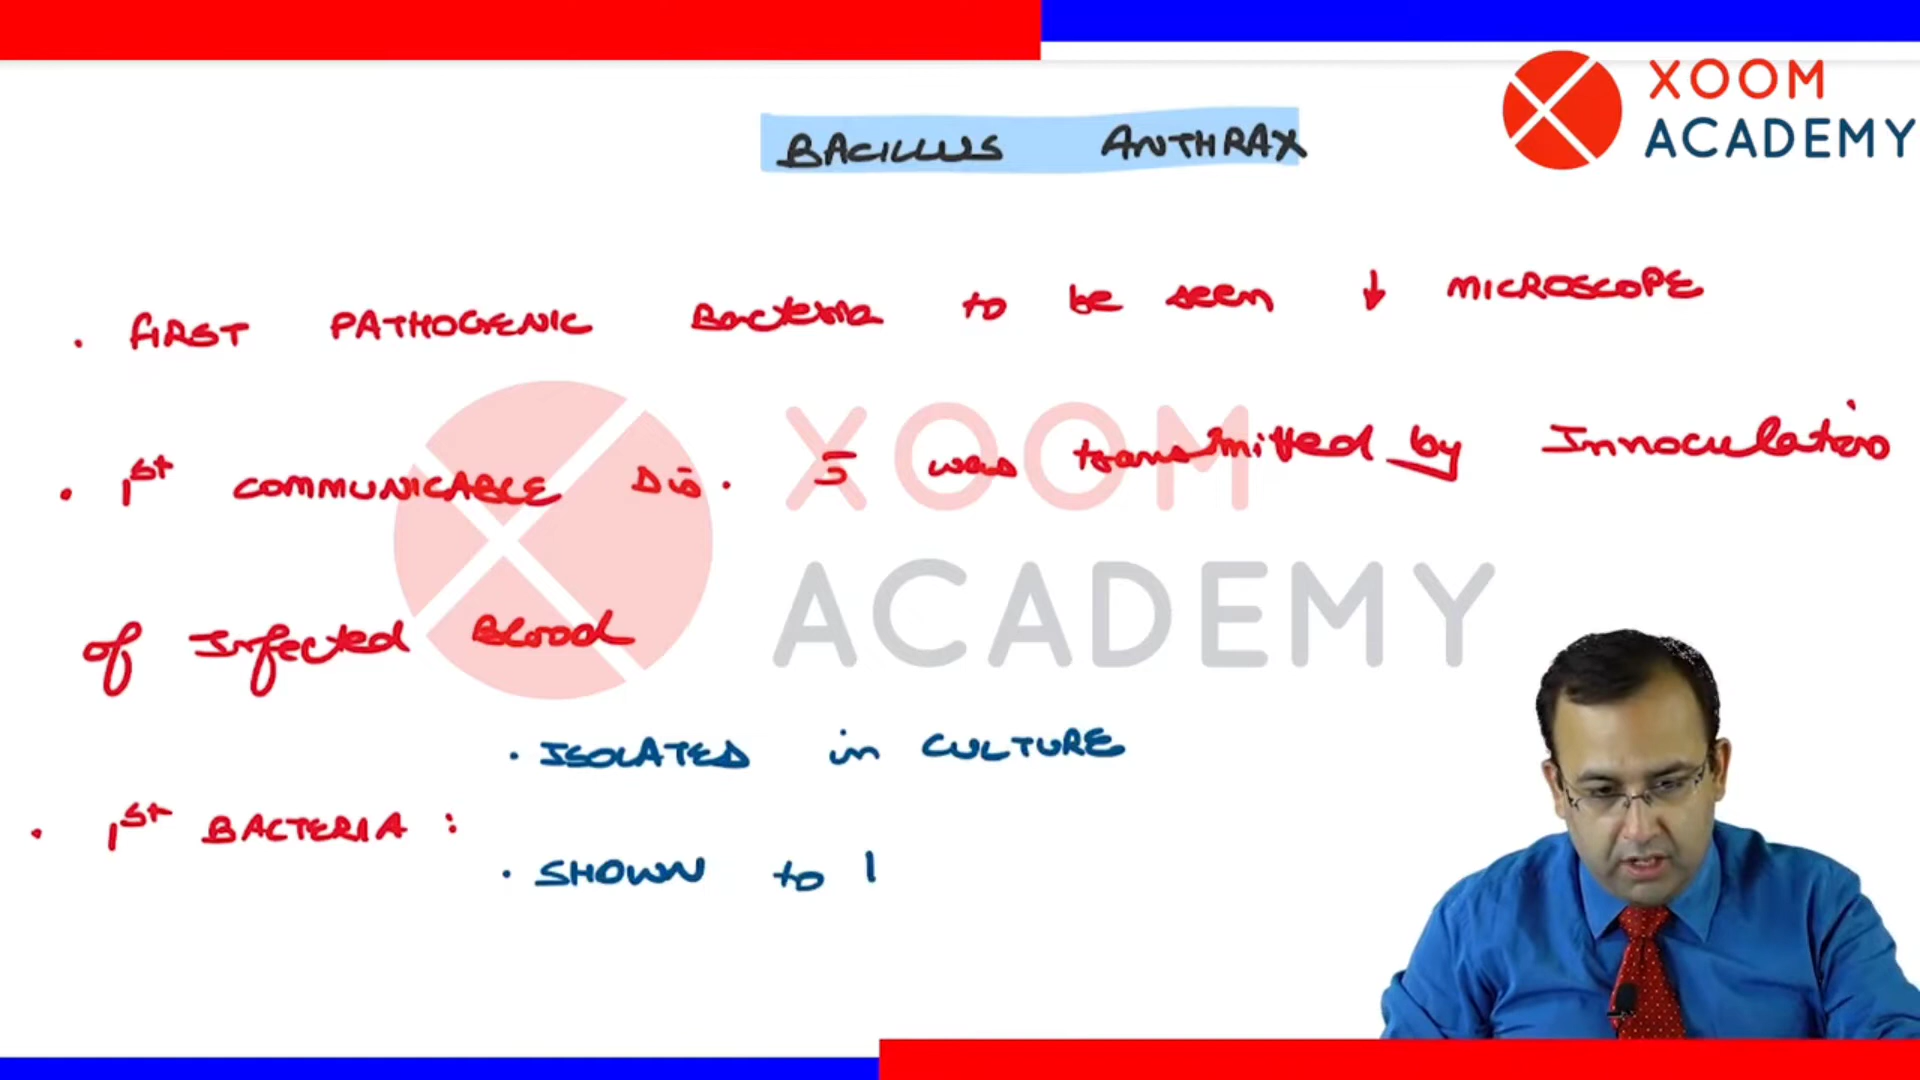 XOOM
ACADEMY
BACILLUS ANTHRAX
• FIRST PATHOGENIC Bacteria to be seen ↓ MICROSCOPE
XOOM
• 1st COMMUNICABLE Dis. 5 was transmitted by Innoculation
ACADEMY
of Infected Blood
• ISOLATED in CULTURE
• 1st BACTERIA :
• SHOWN to